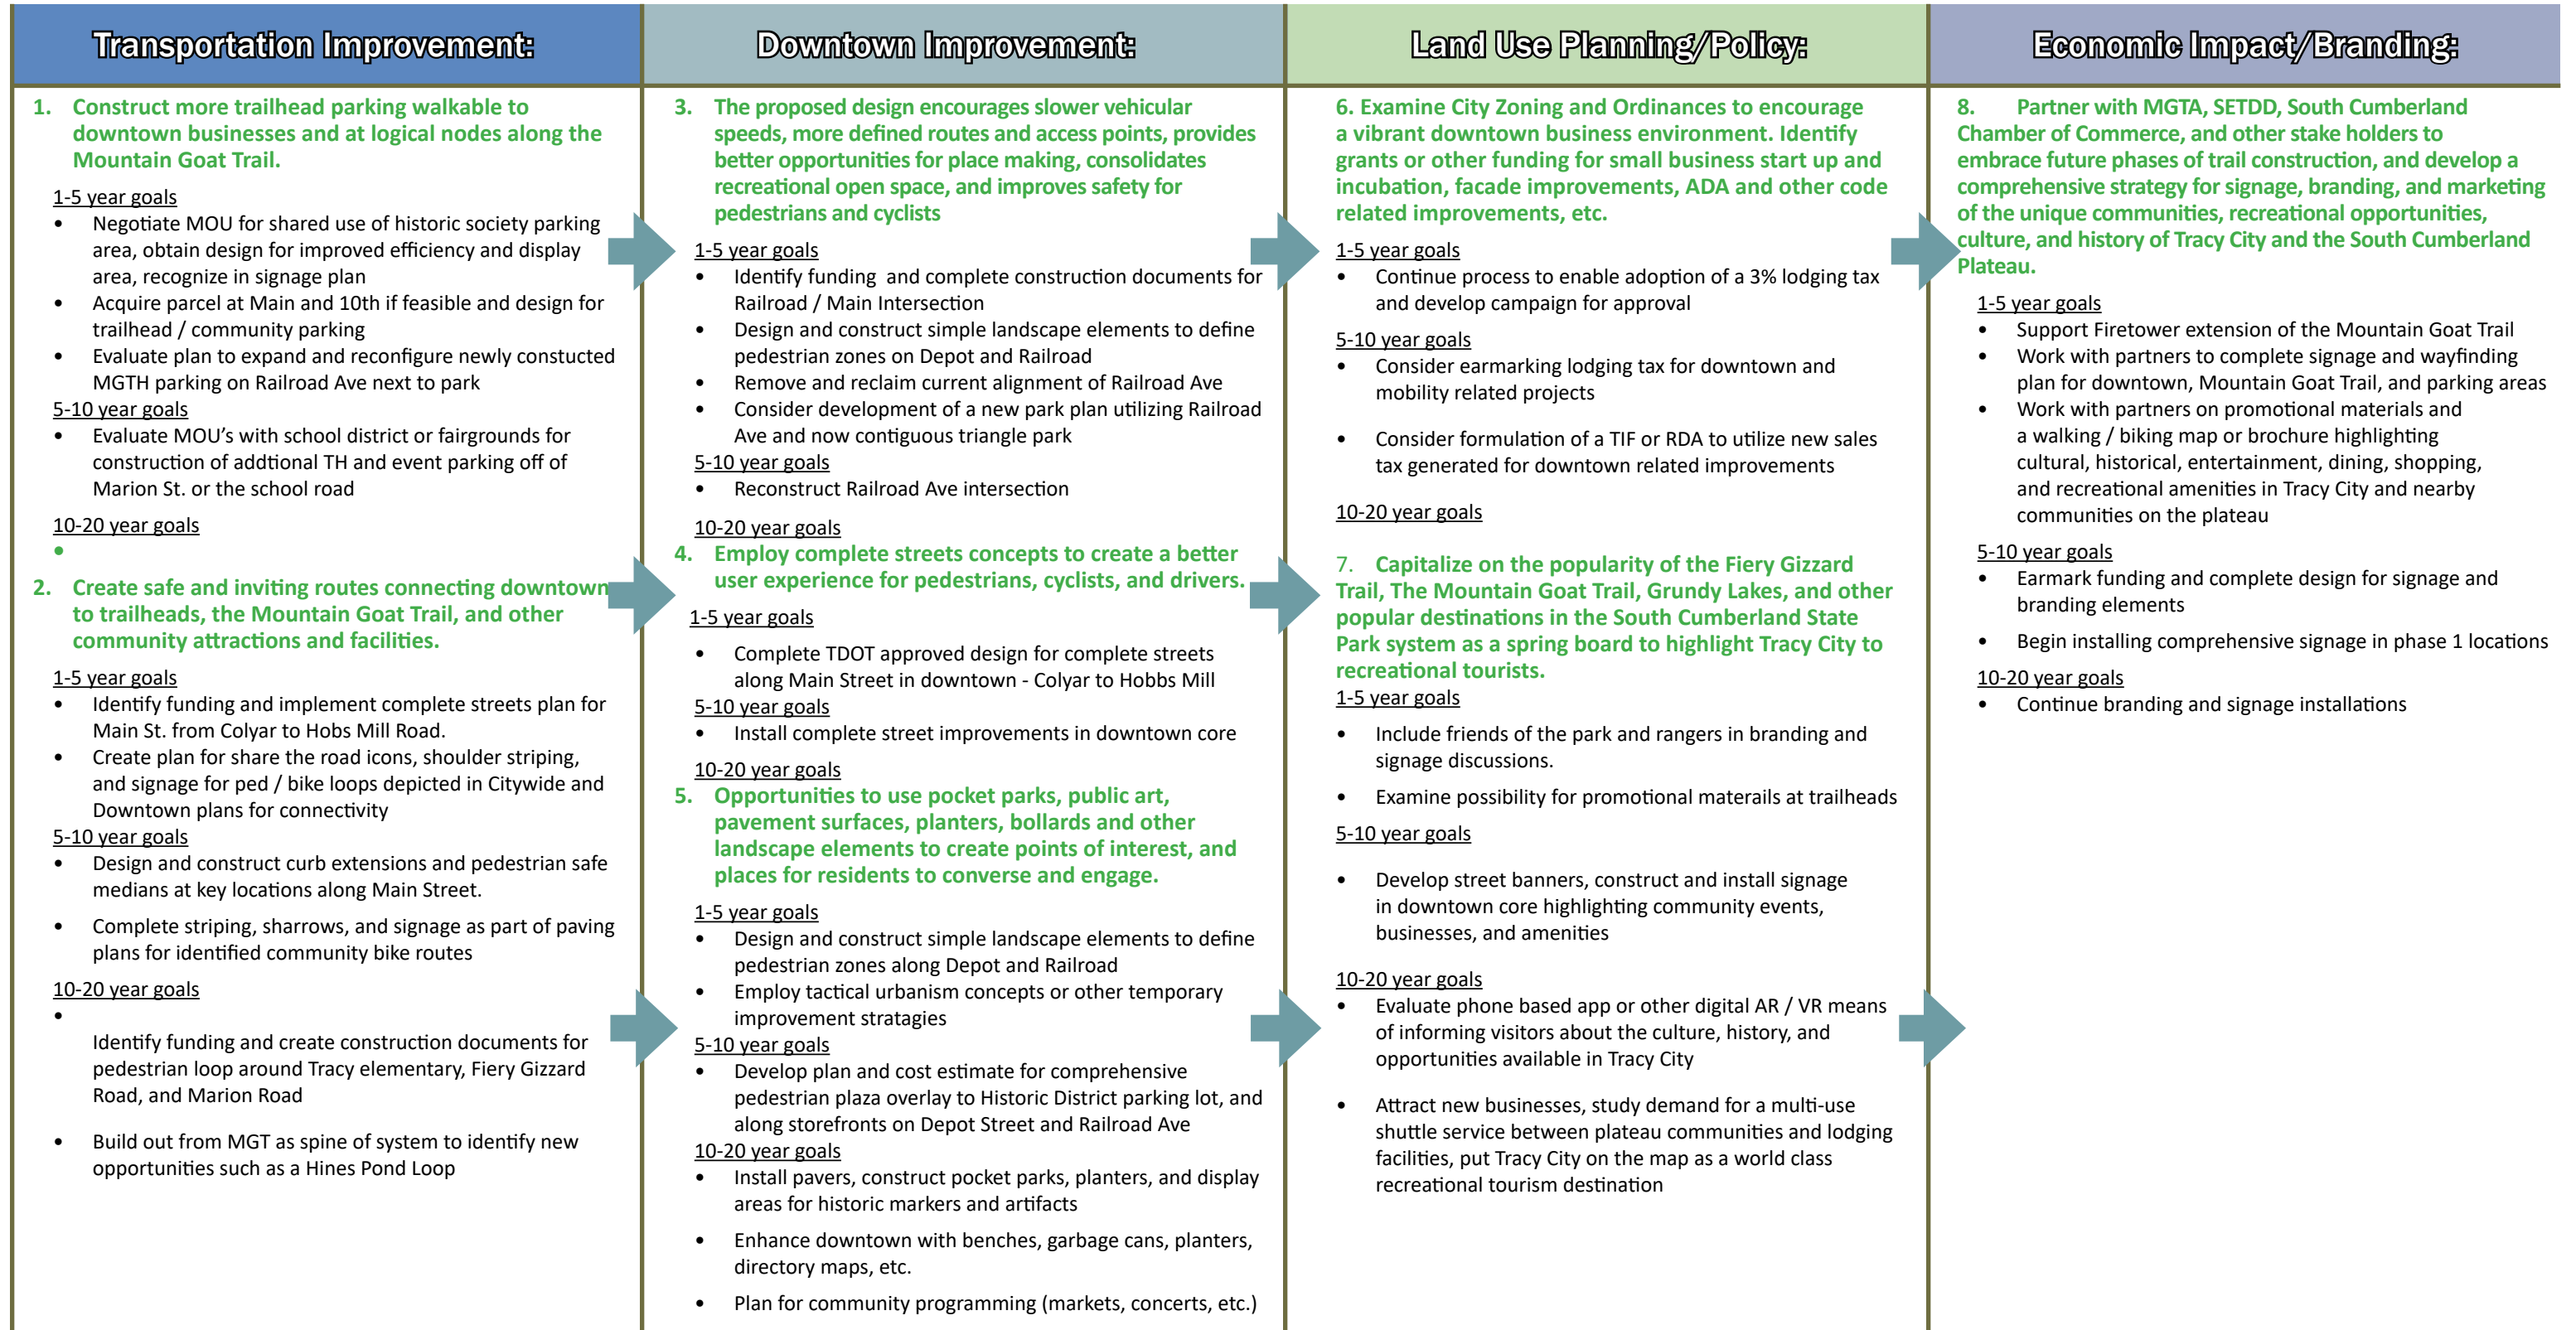 Transportation Improvement:
1. Construct more trailhead parking walkable to
downtown businesses and at logical nodes along the
Mountain Goat Trail.
1-5 year goals
• Negotiate MOU for shared use of historic society parking
area, obtain design for improved efficiency and display
area, recognize in signage plan
• Acquire parcel at Main and 10th if feasible and design for
trailhead / community parking
• Evaluate plan to expand and reconfigure newly constucted
MGTH parking on Railroad Ave next to park
5-10 year goals
• Evaluate MOU's with school district or fairgrounds for
construction of addtional TH and event parking off of
Marion St. or the school road
10-20 year goals
•
2. Create safe and inviting routes connecting downtown
to trailheads, the Mountain Goat Trail, and other
community attractions and facilities.
1-5 year goals
• Identify funding and implement complete streets plan for
Main St. from Colyar to Hobs Mill Road.
• Create plan for share the road icons, shoulder striping,
and signage for ped / bike loops depicted in Citywide and
Downtown plans for connectivity
5-10 year goals
• Design and construct curb extensions and pedestrian safe
medians at key locations along Main Street.
• Complete striping, sharrows, and signage as part of paving
plans for identified community bike routes
10-20 year goals
•
Identify funding and create construction documents for
pedestrian loop around Tracy elementary, Fiery Gizzard
Road, and Marion Road
• Build out from MGT as spine of system to identify new
opportunities such as a Hines Pond Loop
Downtown Improvement:
3. The proposed design encourages slower vehicular
speeds, more defined routes and access points, provides
better opportunities for place making, consolidates
recreational open space, and improves safety for
pedestrians and cyclists
1-5 year goals
• Identify funding and complete construction documents for
Railroad / Main Intersection
• Design and construct simple landscape elements to define
pedestrian zones on Depot and Railroad
• Remove and reclaim current alignment of Railroad Ave
• Consider development of a new park plan utilizing Railroad
Ave and now contiguous triangle park
5-10 year goals
• Reconstruct Railroad Ave intersection
10-20 year goals
4. Employ complete streets concepts to create a better
user experience for pedestrians, cyclists, and drivers.
1-5 year goals
• Complete TDOT approved design for complete streets
along Main Street in downtown - Colyar to Hobbs Mill
5-10 year goals
• Install complete street improvements in downtown core
10-20 year goals
5. Opportunities to use pocket parks, public art,
pavement surfaces, planters, bollards and other
landscape elements to create points of interest, and
places for residents to converse and engage.
1-5 year goals
• Design and construct simple landscape elements to define
pedestrian zones along Depot and Railroad
• Employ tactical urbanism concepts or other temporary
improvement stratagies
5-10 year goals
• Develop plan and cost estimate for comprehensive
pedestrian plaza overlay to Historic District parking lot, and
along storefronts on Depot Street and Railroad Ave
10-20 year goals
• Install pavers, construct pocket parks, planters, and display
areas for historic markers and artifacts
• Enhance downtown with benches, garbage cans, planters,
directory maps, etc.
• Plan for community programming (markets, concerts, etc.)
Land Use Planning/Policy:
6. Examine City Zoning and Ordinances to encourage
a vibrant downtown business environment. Identify
grants or other funding for small business start up and
incubation, facade improvements, ADA and other code
related improvements, etc.
1-5 year goals
• Continue process to enable adoption of a 3% lodging tax
and develop campaign for approval
5-10 year goals
• Consider earmarking lodging tax for downtown and
mobility related projects
• Consider formulation of a TIF or RDA to utilize new sales
tax generated for downtown related improvements
10-20 year goals
7. Capitalize on the popularity of the Fiery Gizzard
Trail, The Mountain Goat Trail, Grundy Lakes, and other
popular destinations in the South Cumberland State
Park system as a spring board to highlight Tracy City to
recreational tourists.
1-5 year goals
• Include friends of the park and rangers in branding and
signage discussions.
• Examine possibility for promotional materails at trailheads
5-10 year goals
• Develop street banners, construct and install signage
in downtown core highlighting community events,
businesses, and amenities
10-20 year goals
• Evaluate phone based app or other digital AR / VR means
of informing visitors about the culture, history, and
opportunities available in Tracy City
• Attract new businesses, study demand for a multi-use
shuttle service between plateau communities and lodging
facilities, put Tracy City on the map as a world class
recreational tourism destination
Economic Impact/Branding:
8. Partner with MGTA, SETDD, South Cumberland
Chamber of Commerce, and other stake holders to
embrace future phases of trail construction, and develop a
comprehensive strategy for signage, branding, and marketing
of the unique communities, recreational opportunities,
culture, and history of Tracy City and the South Cumberland
Plateau.
1-5 year goals
• Support Firetower extension of the Mountain Goat Trail
• Work with partners to complete signage and wayfinding
plan for downtown, Mountain Goat Trail, and parking areas
• Work with partners on promotional materials and
a walking / biking map or brochure highlighting
cultural, historical, entertainment, dining, shopping,
and recreational amenities in Tracy City and nearby
communities on the plateau
5-10 year goals
• Earmark funding and complete design for signage and
branding elements
• Begin installing comprehensive signage in phase 1 locations
10-20 year goals
• Continue branding and signage installations